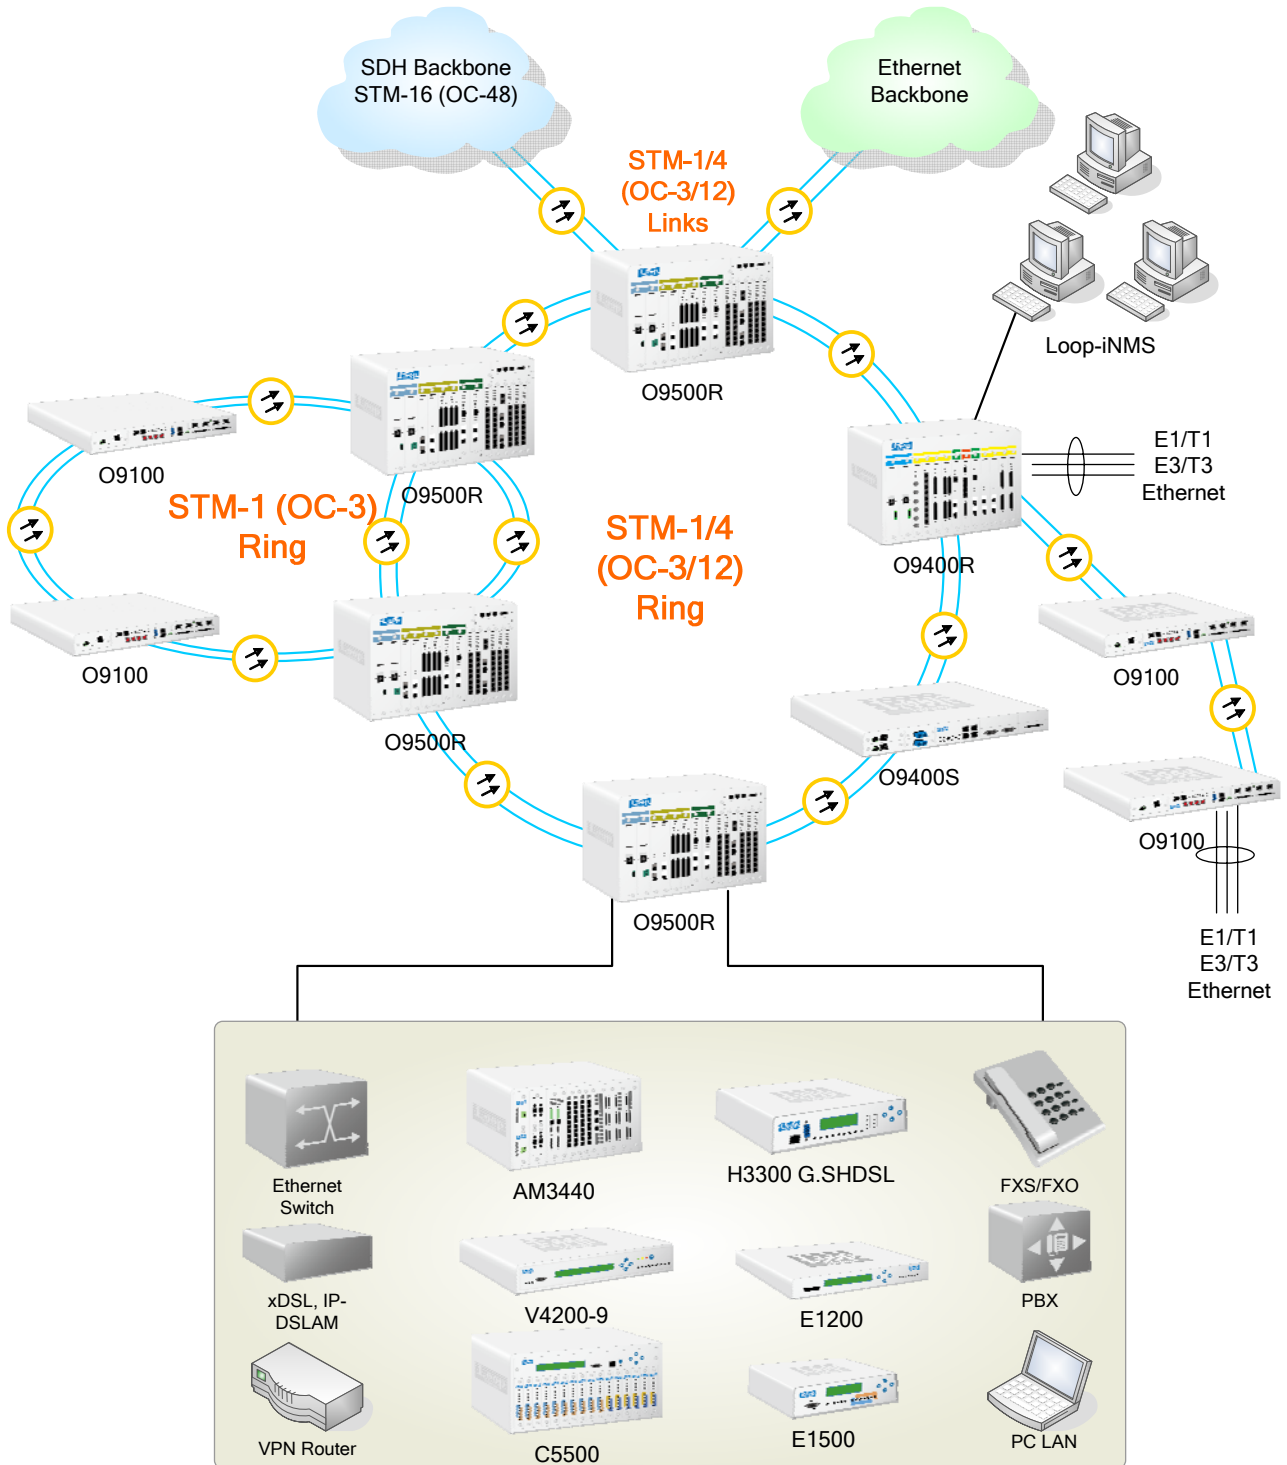 SDH Backbone
STM-16 (OC-48)
Ethernet
Backbone
STM-1/4
(OC-3/12)
Links
Loop-iNMS
O9500R
O9100
O9500R
E1/T1
E3/T3
Ethernet
STM-1 (OC-3)
Ring
STM-1/4
(OC-3/12)
Ring
O9400R
O9100
O9100
O9500R
O9400S
O9100
O9500R
E1/T1
E3/T3
Ethernet
Ethernet
Switch
AM3440
H3300 G.SHDSL
FXS/FXO
xDSL, IP-
DSLAM
V4200-9
E1200
PBX
VPN Router
C5500
E1500
PC LAN